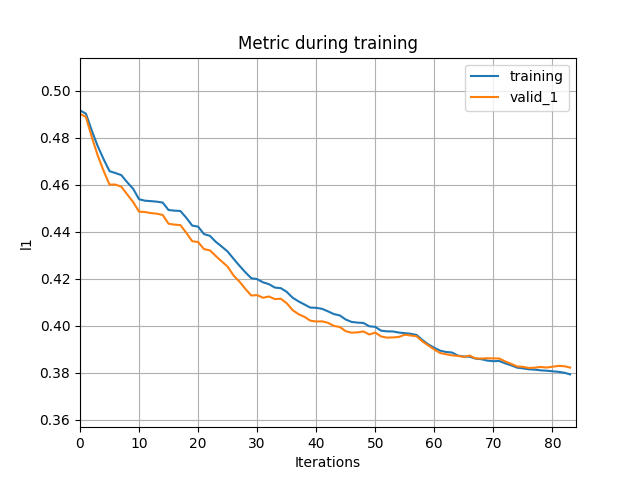 Metric during training
training
valid_1
0.50
0.48
0.46
0.44
0.42
0.40
0.38
0.36
l1
0 10 20 30 40 50 60 70 80
Iterations